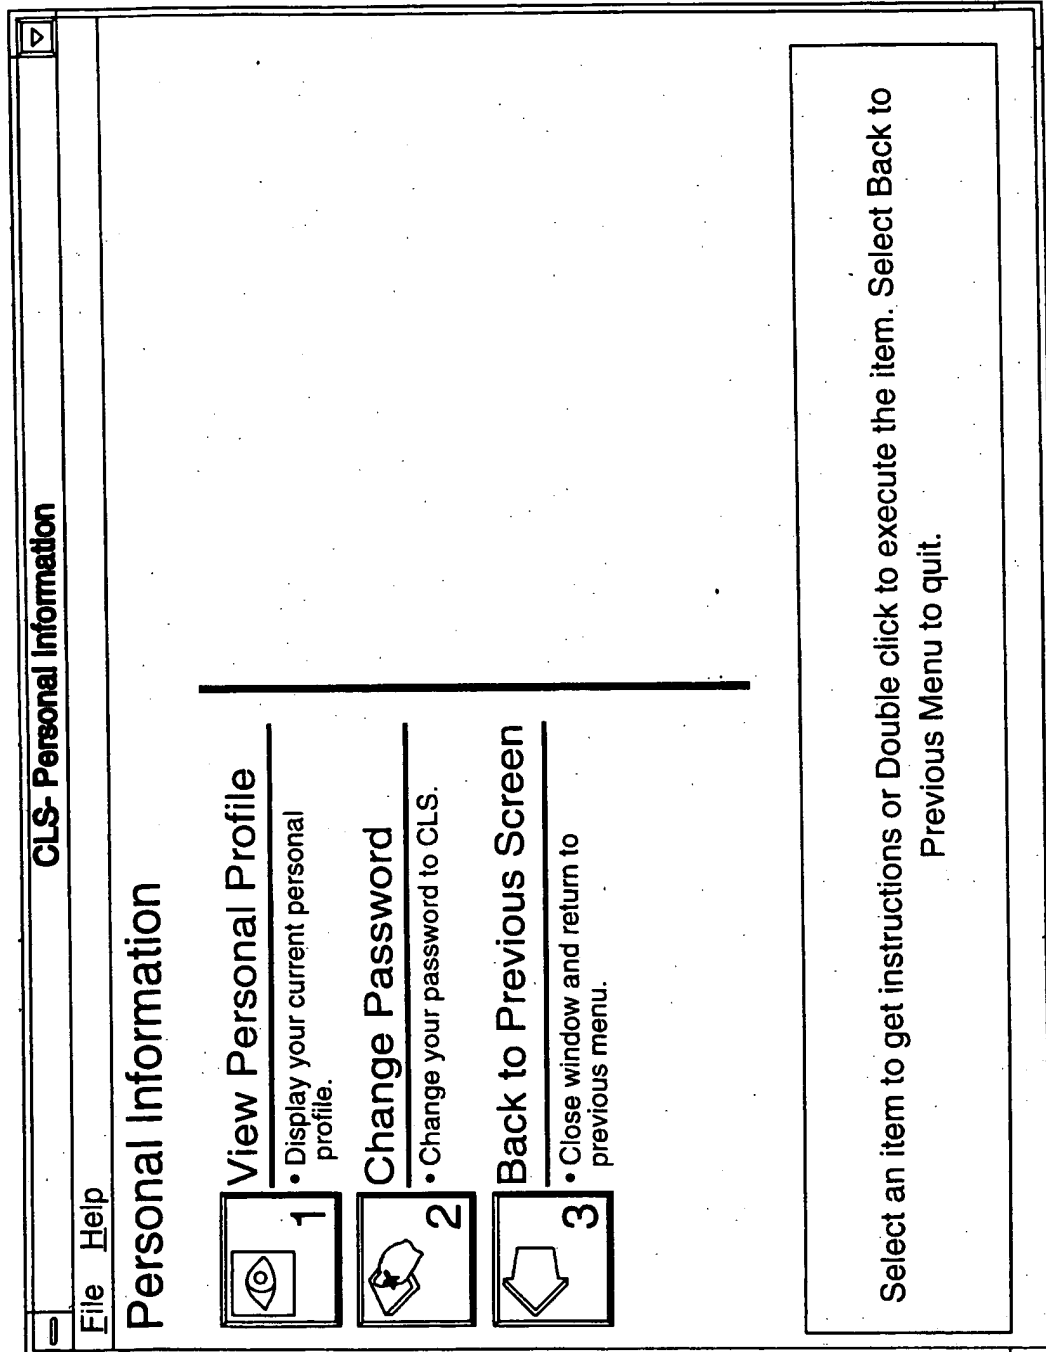 CLS- Personal Information
File Help
Personal Information
1
View Personal Profile
• Display your current personal
profile.
2
Change Password
• Change your password to CLS.
3
Back to Previous Screen
• Close window and return to
previous menu.
Select an item to get instructions or Double click to execute the item. Select Back to
Previous Menu to quit.